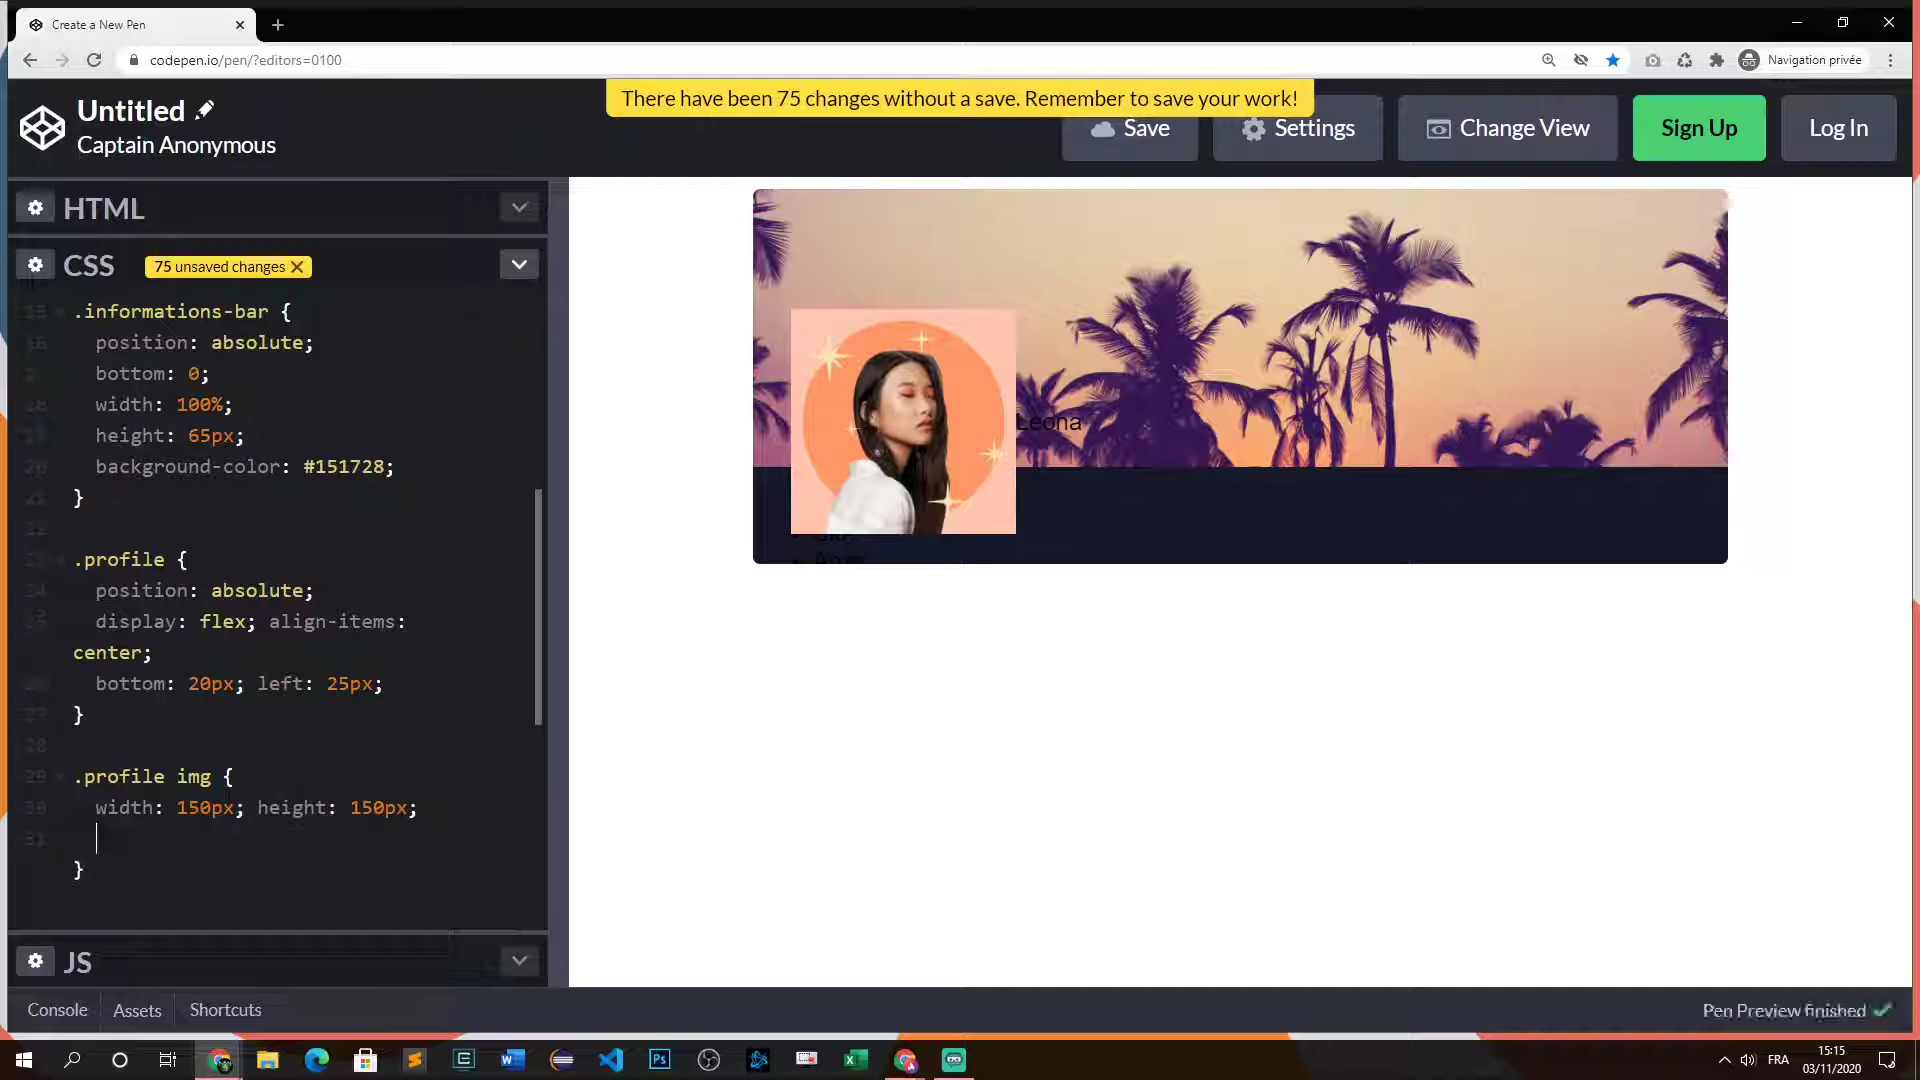 Create a New Pen
codepen.io/pen/?editors=0100
Navigation privée
There have been 75 changes without a save. Remember to save your work!
Untitled
Captain Anonymous
Save
Settings
Change View
Sign Up
Log In
HTML
CSS
75 unsaved changes
.informations-bar {
position: absolute;
bottom: 0;
width: 100%;
height: 65px;
background-color: #151728;
}
.profile {
position: absolute;
display: flex; align-items:
center;
bottom: 20px; left: 25px;
}
.profile img {
width: 150px; height: 150px;
}
Leona
JS
Console
Assets
Shortcuts
Pen Preview finished
FRA
15:15
03/11/2020